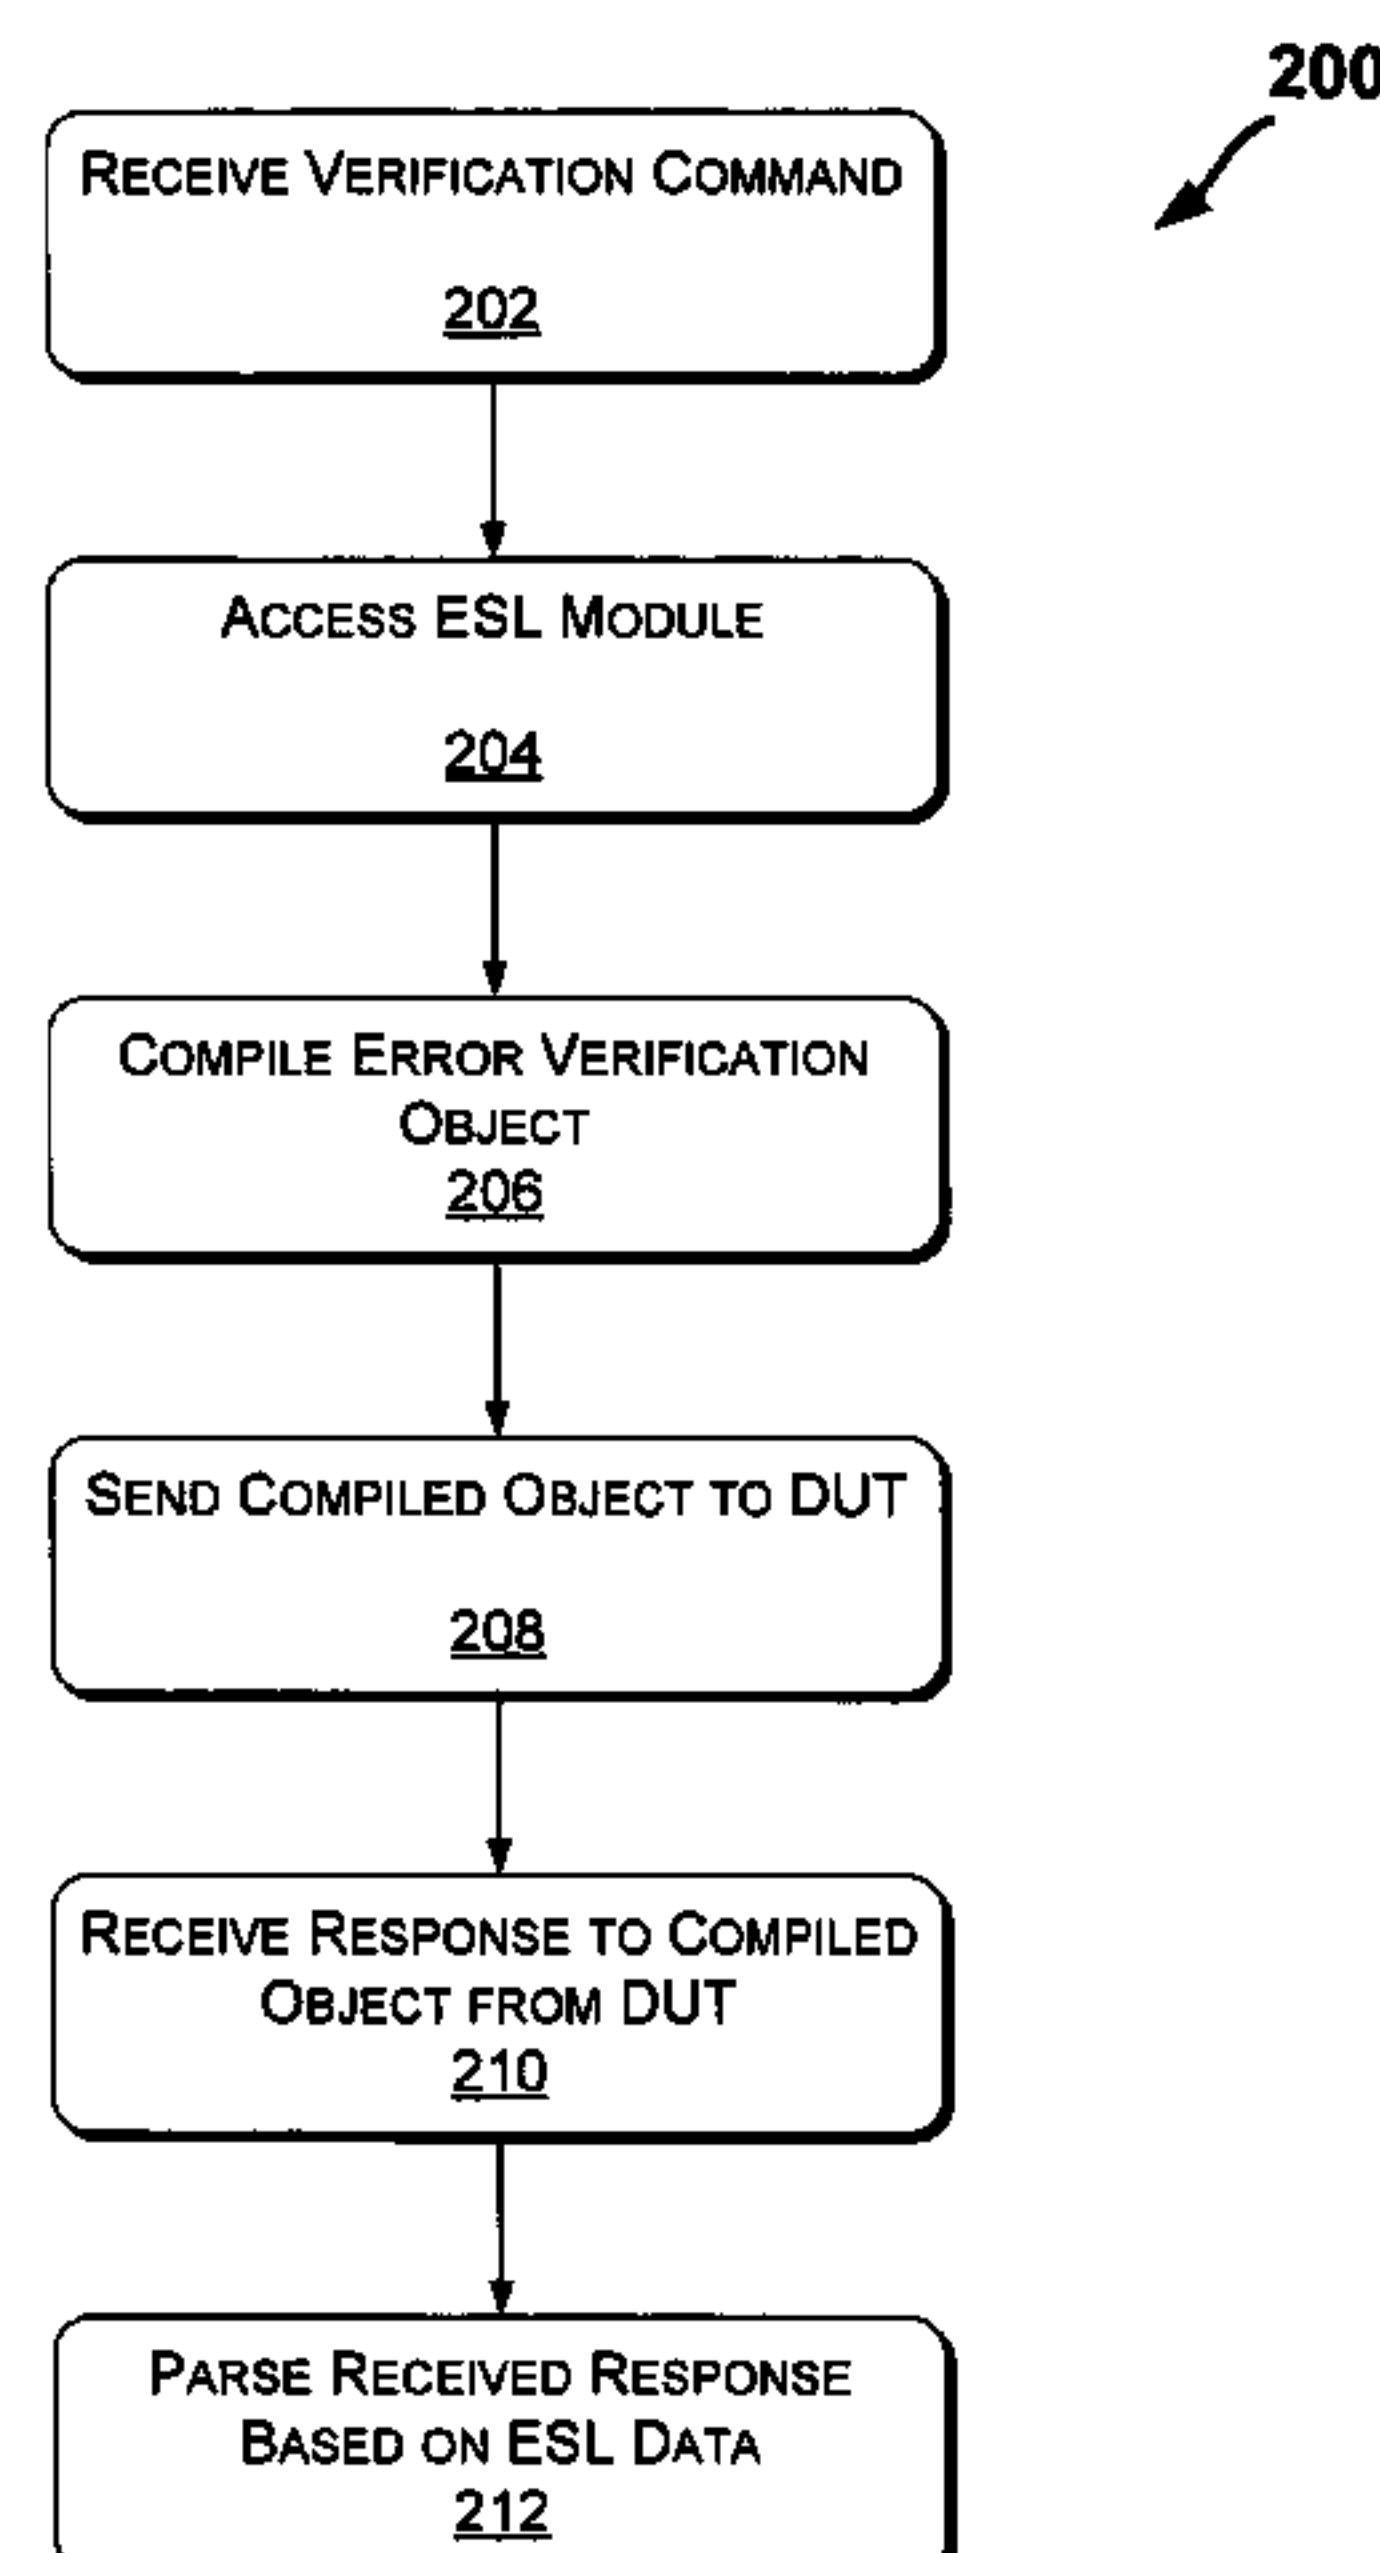 200
RECEIVE VERIFICATION COMMAND
202
ACCESS ESL MODULE
204
COMPILE ERROR VERIFICATION
OBJECT
206
SEND COMPILED OBJECT TO DUT
208
RECEIVE RESPONSE TO COMPILED
OBJECT FROM DUT
210
PARSE RECEIVED RESPONSE
BASED ON ESL DATA
212